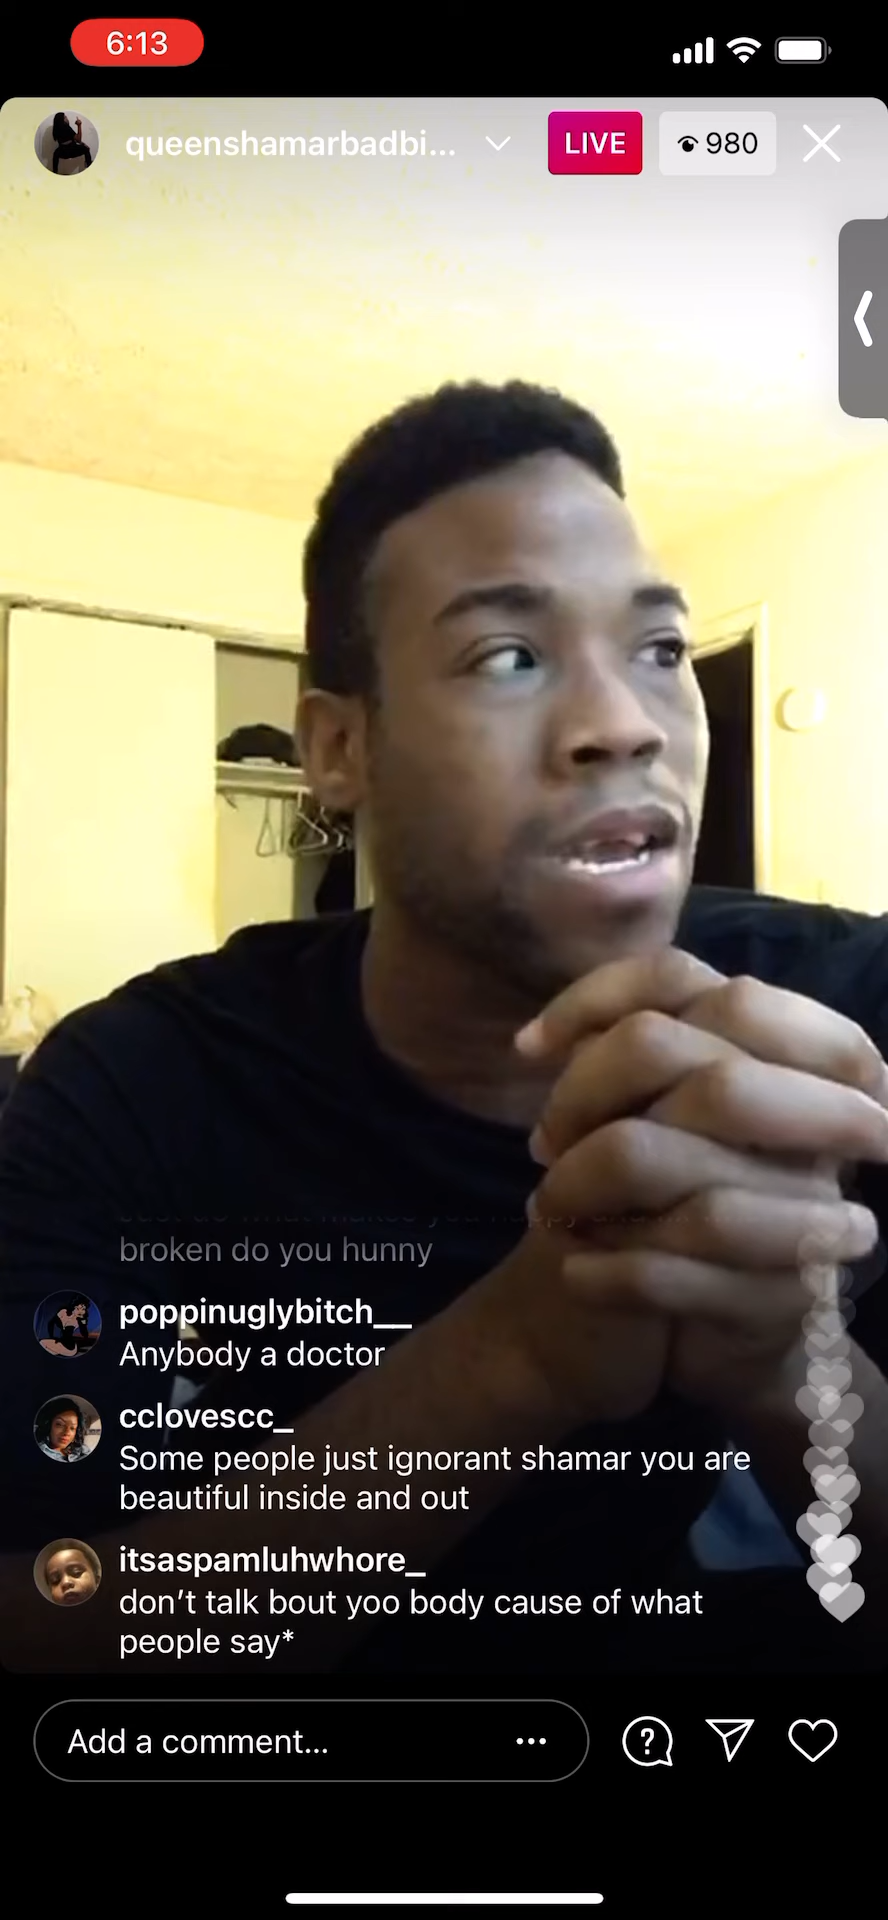 6:13
queenshamarbadbi...
LIVE
980
broken do you hunny
poppinuglybitch__
Anybody a doctor
cclovescc_
Some people just ignorant shamar you are
beautiful inside and out
itsaspamluhwhore_
don’t talk bout yoo body cause of what
people say*
Add a comment...